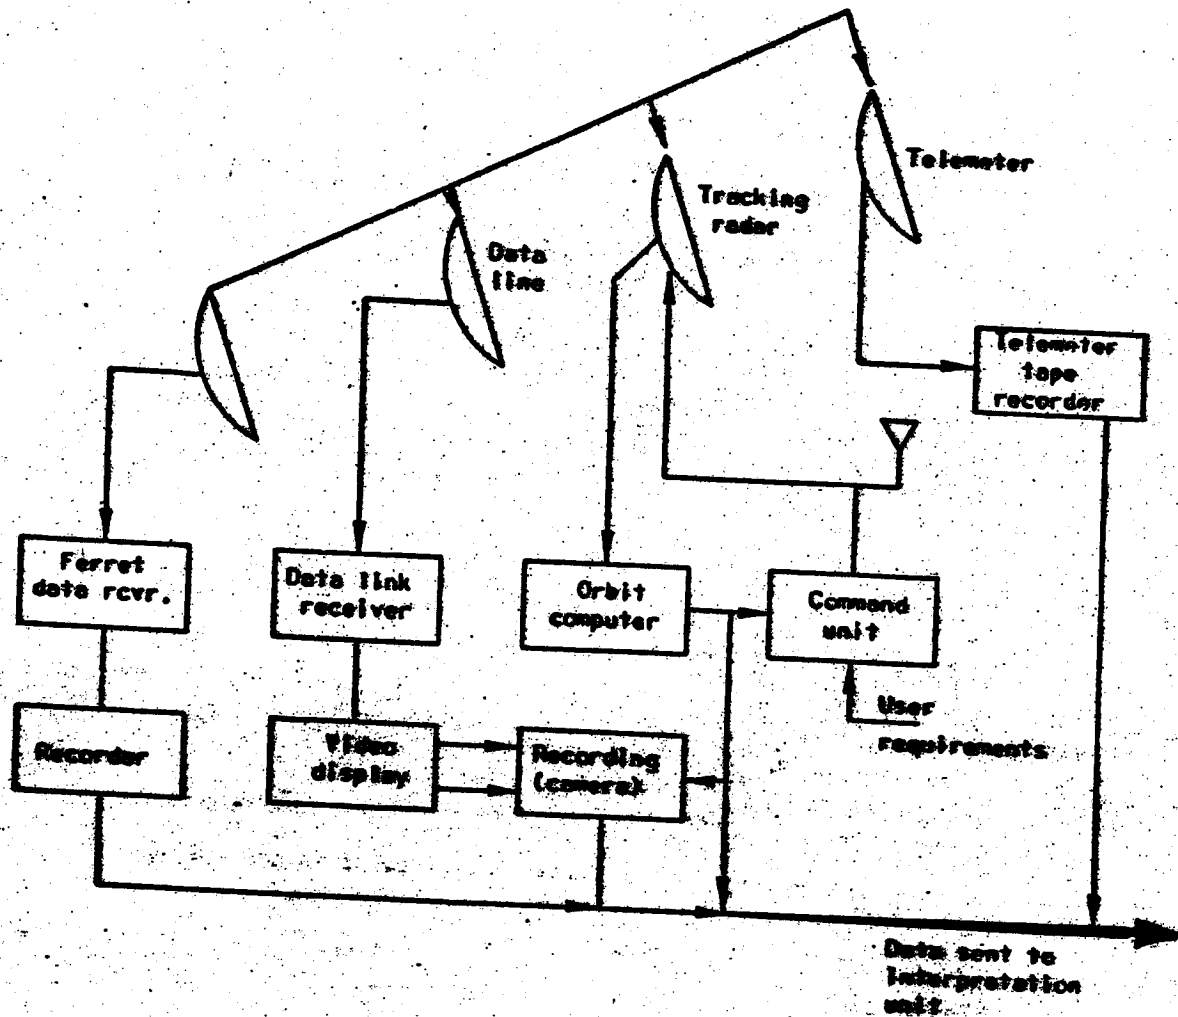 Telemeter
Tracking
radar
Data
line
Telemeter
tape
recorder
Ferret
data rcvr.
Data link
receiver
Orbit
computer
Command
unit
User
requirements
Recorder
Video
display
Recording
(camera)
Data sent to
interpretation
unit